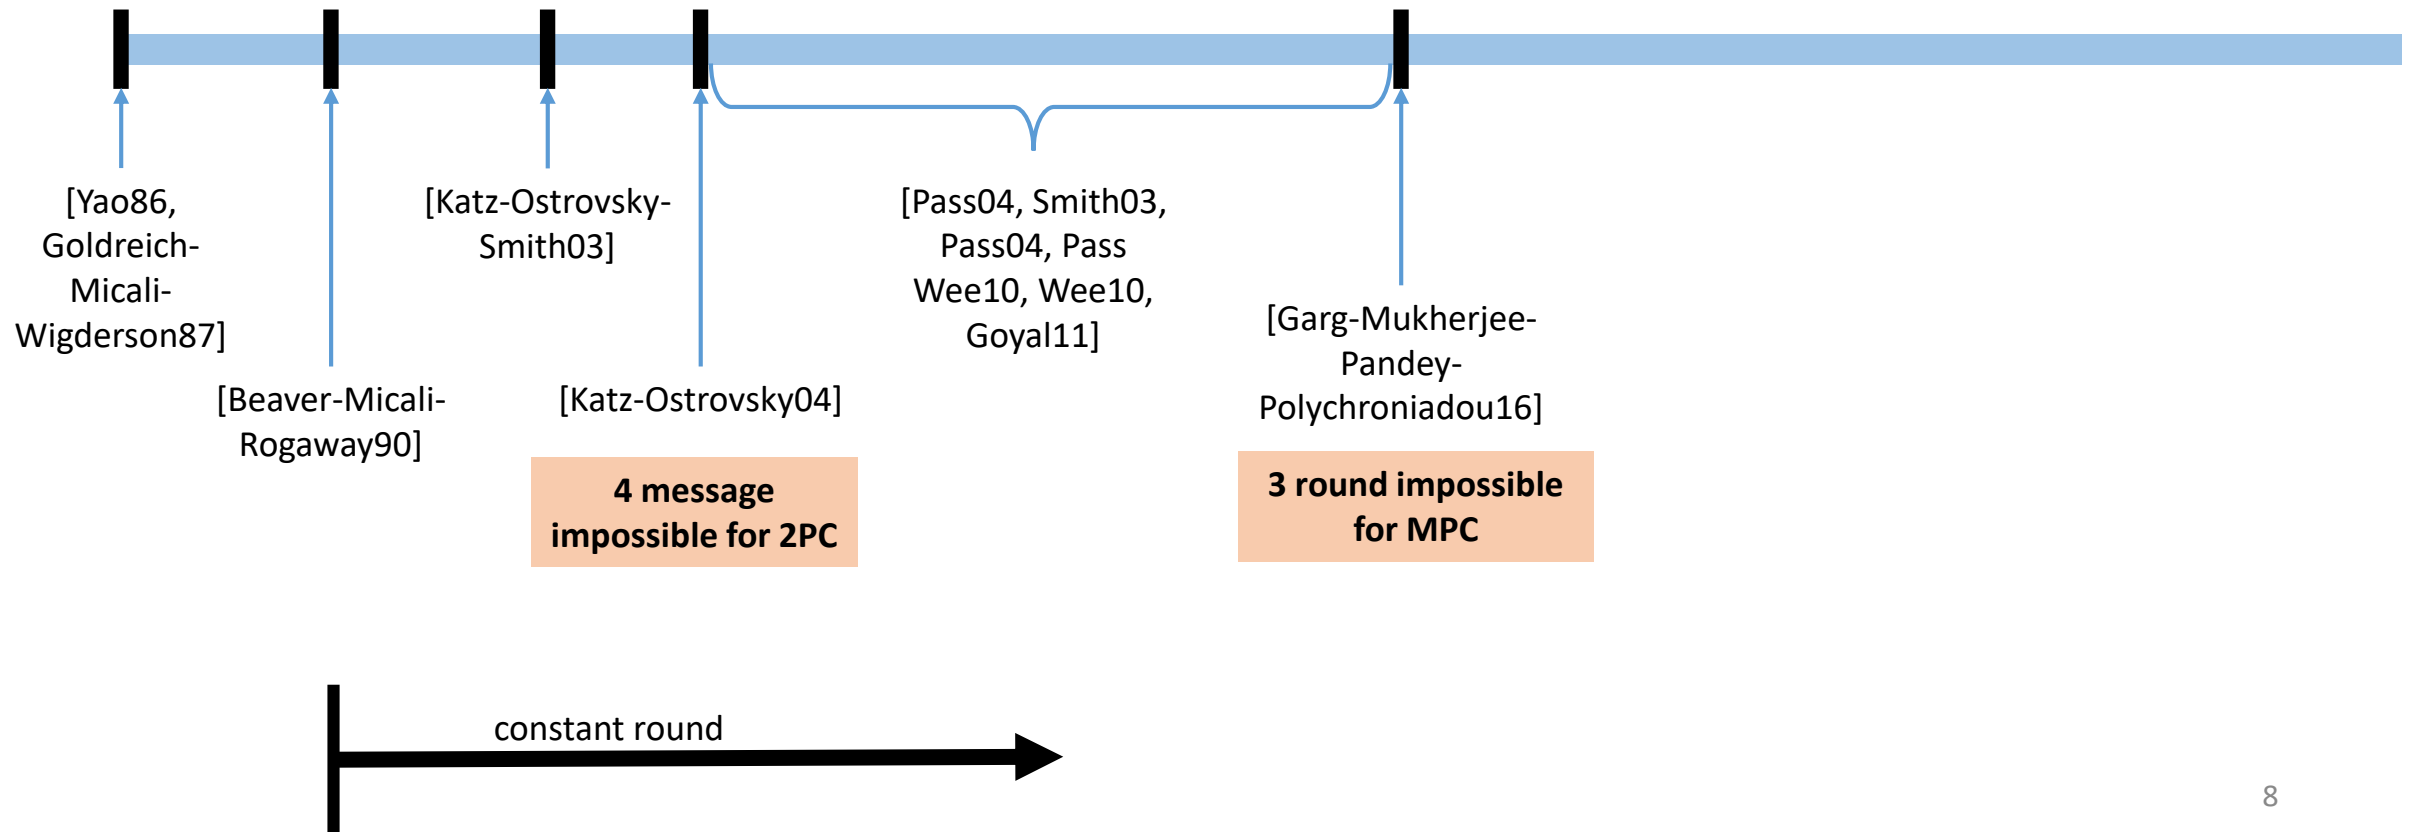 [Yao86,
Goldreich-
Micali-
Wigderson87]
[Beaver-Micali-
Rogaway90]
[Katz-Ostrovsky-
Smith03]
[Katz-Ostrovsky04]
4 message
impossible for 2PC
[Pass04, Smith03,
Pass04, Pass
Wee10, Wee10,
Goyal11]
[Garg-Mukherjee-
Pandey-
Polychroniadou16]
3 round impossible
for MPC
constant round
8